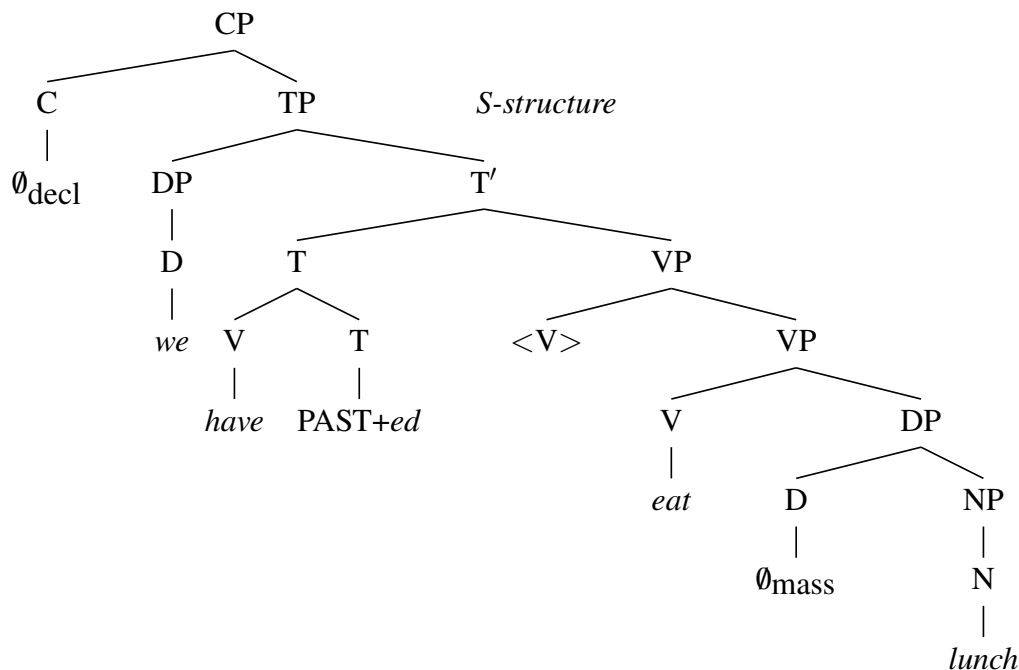 CP
C TP S-structure
∅decl DP T′
D T VP
we V T <V> VP
have PAST+ed V DP
eat D NP
∅mass N
lunch